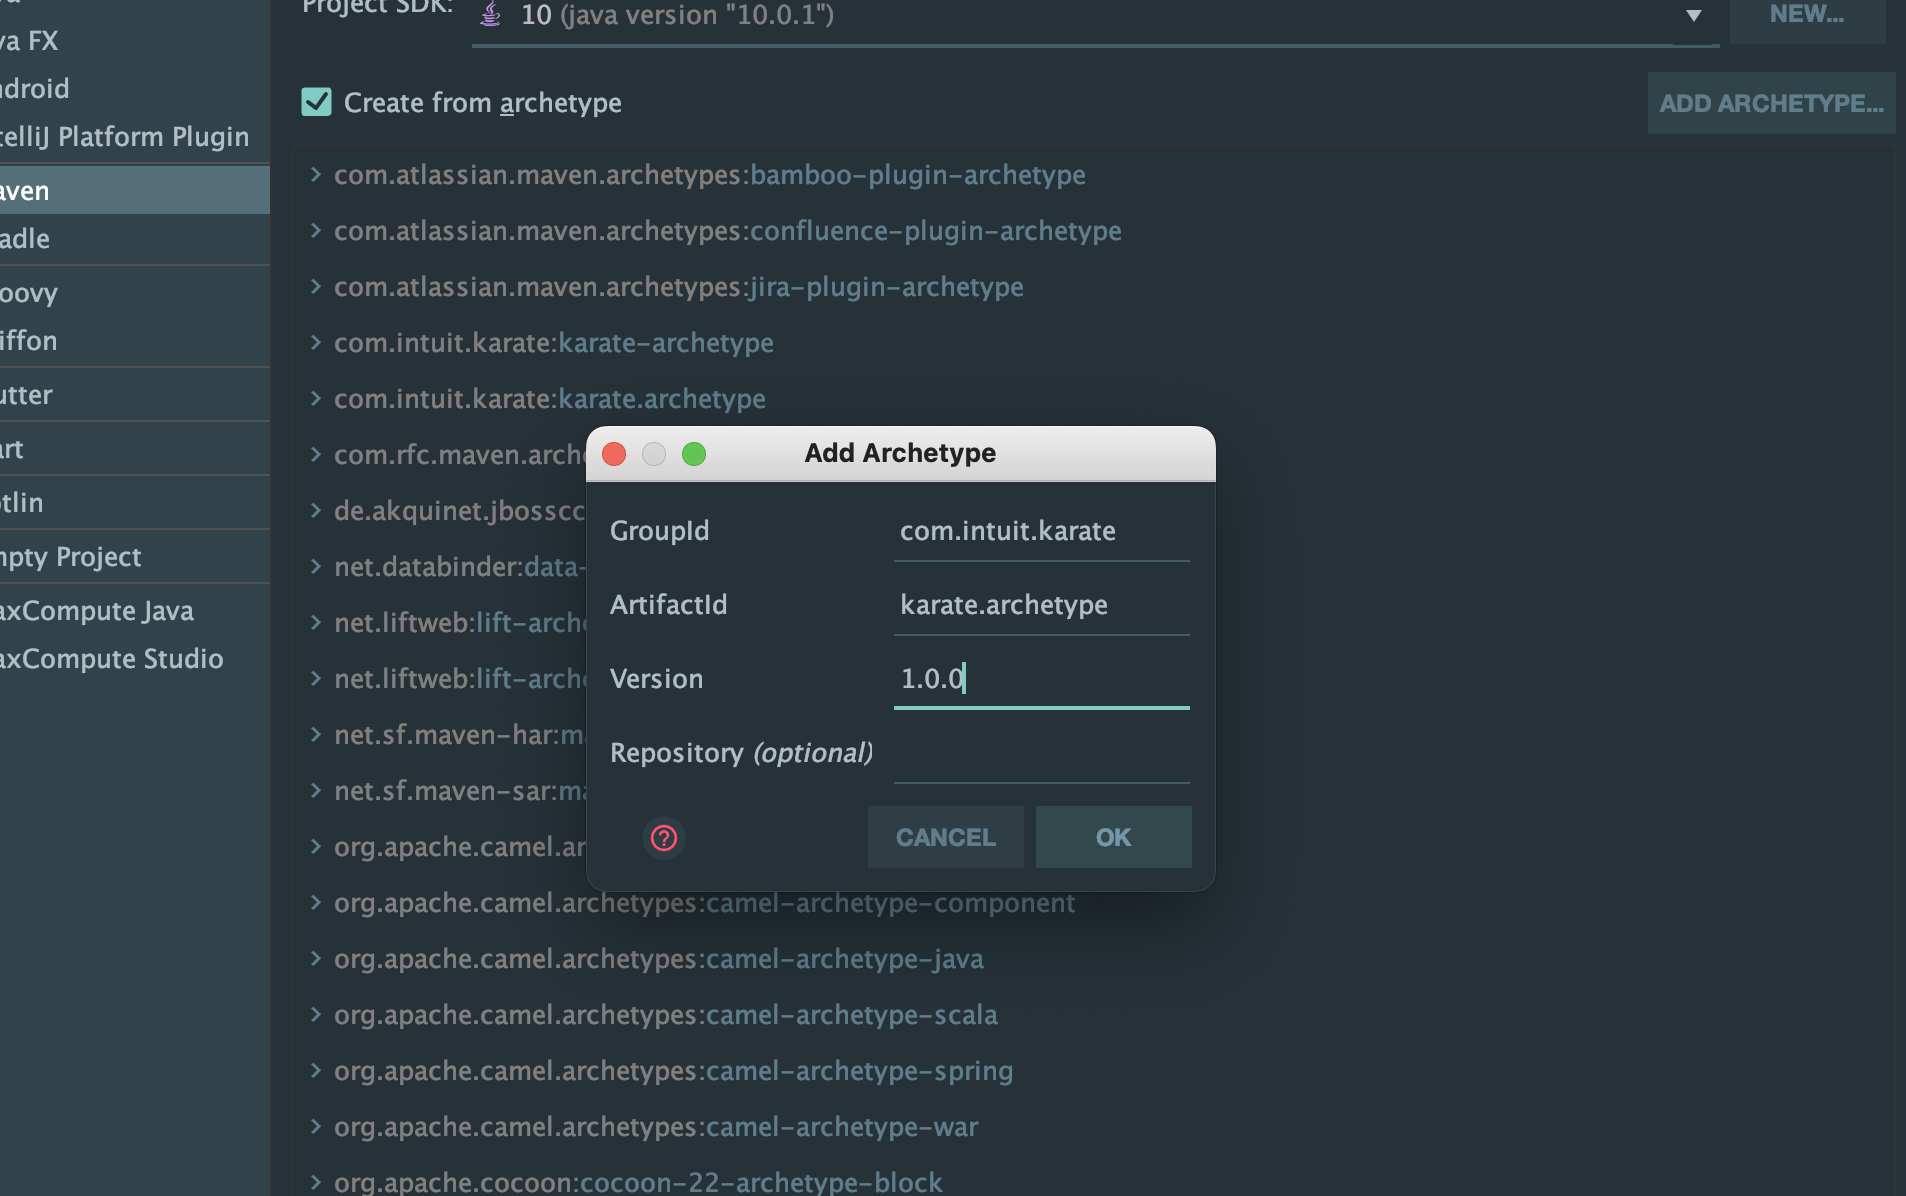 Project SDK: 10 (java version "10.0.1") NEW...
va FX
ndroid
telliJ Platform Plugin
aven
adle
oovy
iffon
utter
art
otlin
mpty Project
axCompute Java
axCompute Studio
Create from archetype
ADD ARCHETYPE...
com.atlassian.maven.archetypes:bamboo-plugin-archetype
com.atlassian.maven.archetypes:confluence-plugin-archetype
com.atlassian.maven.archetypes:jira-plugin-archetype
com.intuit.karate:karate-archetype
com.intuit.karate:karate.archetype
com.rfc.maven.arche
de.akquinet.jbosscc
net.databinder:data-
net.liftweb:lift-arche
net.liftweb:lift-arche
net.sf.maven-har:ma
net.sf.maven-sar:ma
org.apache.camel.ar
org.apache.camel.archetypes:camel-archetype-component
org.apache.camel.archetypes:camel-archetype-java
org.apache.camel.archetypes:camel-archetype-scala
org.apache.camel.archetypes:camel-archetype-spring
org.apache.camel.archetypes:camel-archetype-war
org.apache.cocoon:cocoon-22-archetype-block
Add Archetype
GroupId com.intuit.karate
ArtifactId karate.archetype
Version 1.0.0
Repository (optional)
?
CANCEL OK